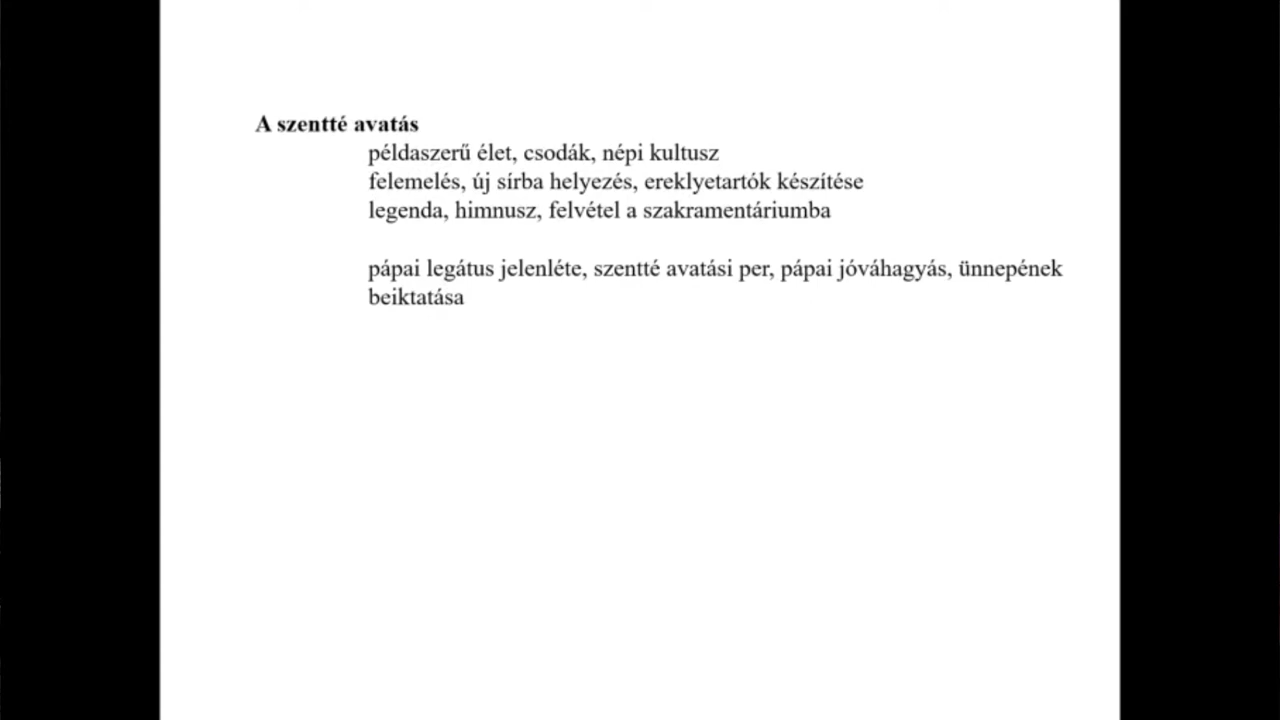 A szentté avatás
példaszerű élet, csodák, népi kultusz
felemelés, új sírba helyezés, ereklyetartók készítése
legenda, himnusz, felvétel a szakramentáriumba
pápai legátus jelenléte, szentté avatási per, pápai jóváhagyás, ünnepének
beiktatása